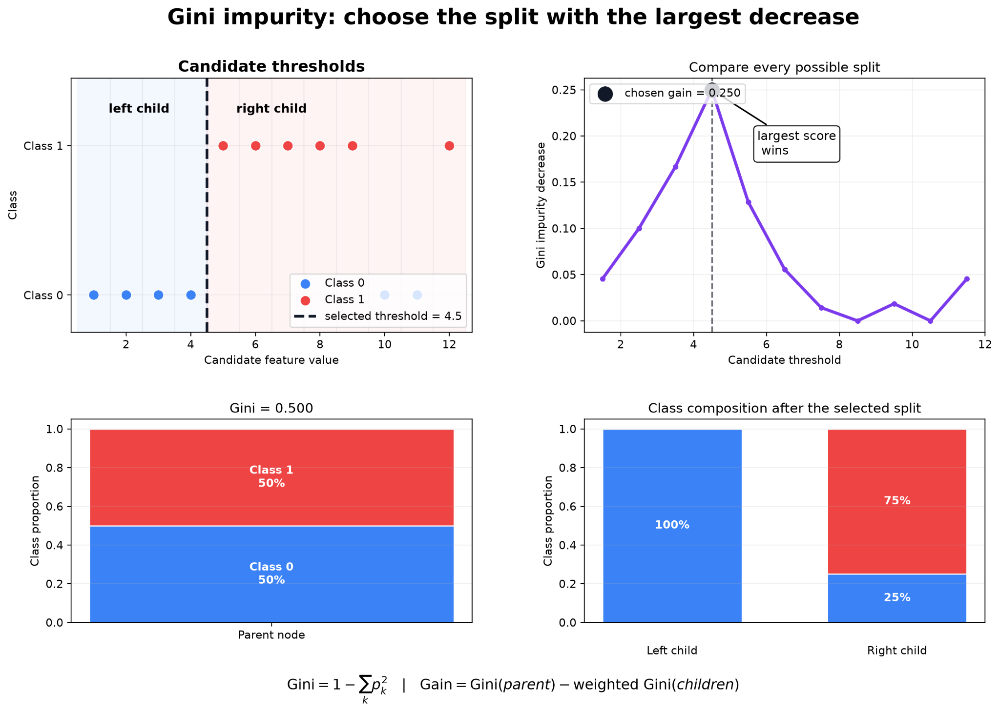 Gini impurity: choose the split with the largest decrease
Candidate thresholds
left child
right child
Class 1
Class 0
Class
Class 0
Class 1
selected threshold = 4.5
2 4 6 8 10 12
Candidate feature value
Compare every possible split
chosen gain = 0.250
largest score
wins
0.25
0.20
0.15
0.10
0.05
0.00
Gini impurity decrease
2 4 6 8 10 12
Candidate threshold
Gini = 0.500
1.0
0.8
0.6
0.4
0.2
0.0
Class proportion
Class 1
50%
Class 0
50%
Parent node
Class composition after the selected split
1.0
0.8
0.6
0.4
0.2
0.0
Class proportion
100%
75%
25%
Left child Right child
Gini = 1 − ∑ₖ pₖ² | Gain = Gini(parent) − weighted Gini(children)